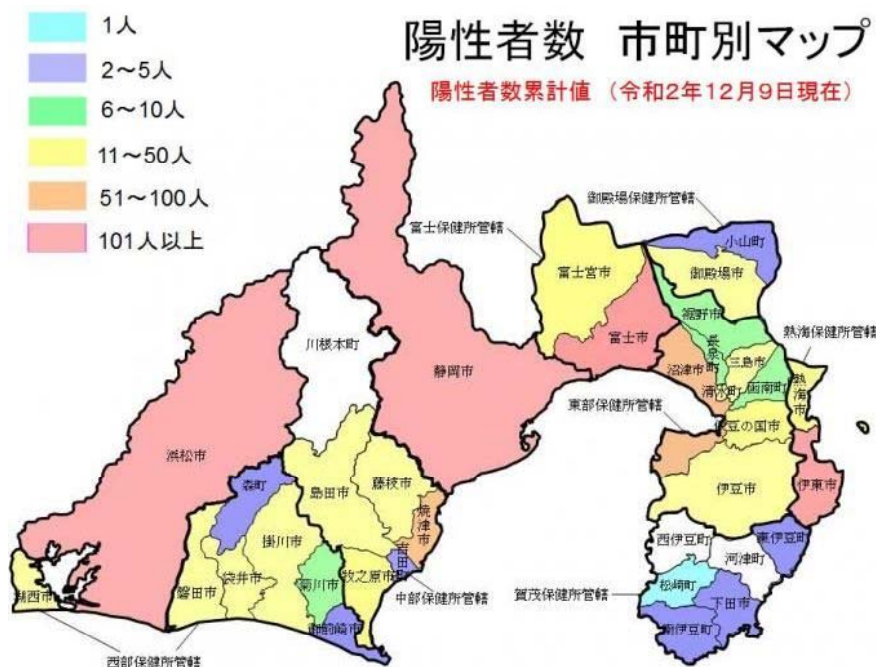 陽性者数 市町別マップ
陽性者数累計値 (令和2年12月9日現在)
1人
2～5人
6～10人
11～50人
51～100人
101人以上
御殿場保健所管轄
富士保健所管轄
小山町
富士宮市
御殿場市
裾野市
熱海保健所管轄
川根本町
富士市
長泉町
三島市
静岡市
沼津市
清水町
函南町
熱海市
東部保健所管轄
伊豆の国市
浜松市
森町
島田市
藤枝市
焼津市
伊豆市
伊東市
掛川市
吉田町
西伊豆町
河津町
東伊豆町
湖西市
磐田市
袋井市
菊川市
牧之原市
中部保健所管轄
賀茂保健所管轄
松崎町
下田市
御前崎市
南伊豆町
西部保健所管轄